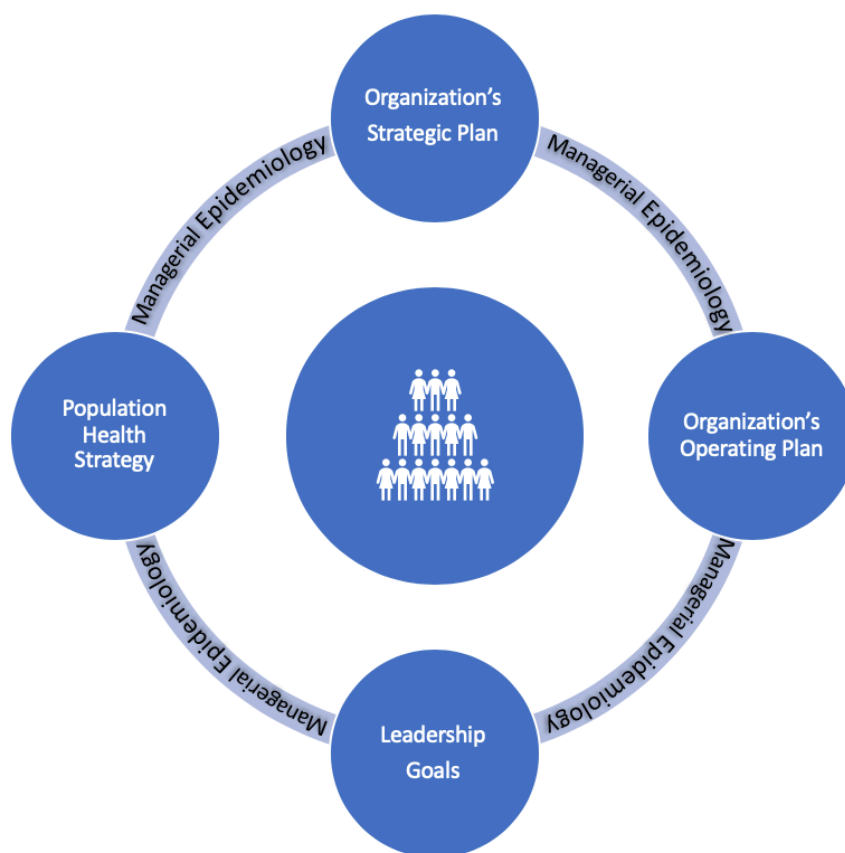 Organization's
Strategic Plan
Managerial Epidemiology
Managerial Epidemiology
Population
Health
Strategy
Organization's
Operating Plan
Managerial Epidemiology
Managerial Epidemiology
Leadership
Goals